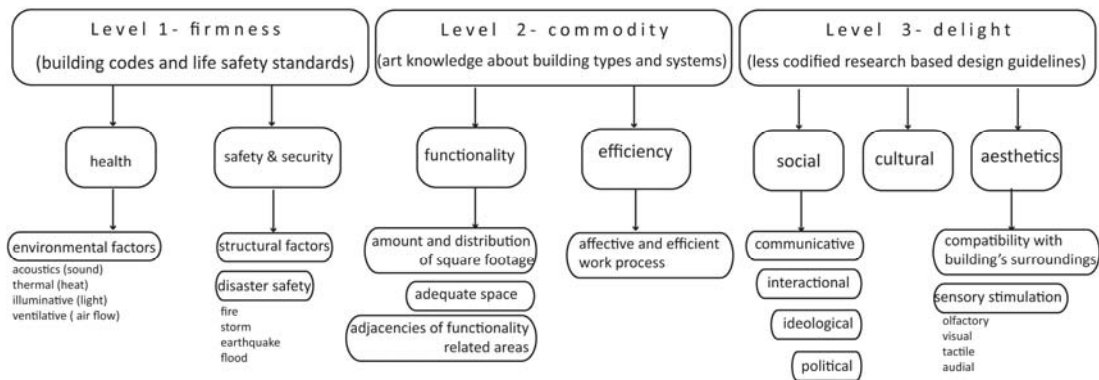 Level 1- firmness
(building codes and life safety standards)
Level 2- commodity
(art knowledge about building types and systems)
Level 3- delight
(less codified research based design guidelines)
health
safety & security
functionality
efficiency
social
cultural
aesthetics
environmental factors
acoustics (sound)
thermal (heat)
illuminative (light)
ventilative ( air flow)
structural factors
disaster safety
fire
storm
earthquake
flood
amount and distribution
of square footage
adequate space
adjacencies of functionality
related areas
affective and efficient
work process
communicative
interactional
ideological
political
compatibility with
building's surroundings
sensory stimulation
olfactory
visual
tactile
audial